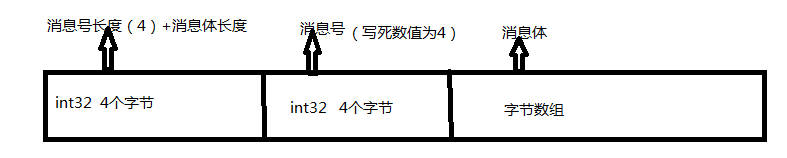 消息号长度（4）+消息体长度
消息号（写死数值为4）
消息体
int32 4个字节
int32 4个字节
字节数组